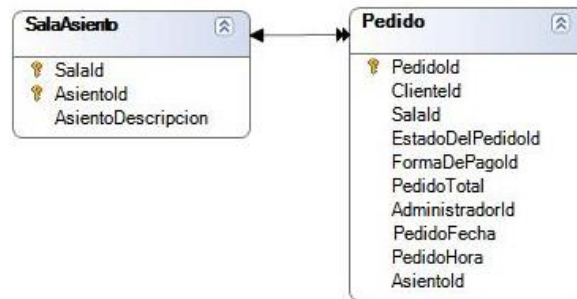 SalaAsiento
SalaId
AsientoId
AsientoDescripcion
Pedido
PedidoId
ClienteId
SalaId
EstadoDelPedidoId
FormaDePagoId
PedidoTotal
AdministradorId
PedidoFecha
PedidoHora
AsientoId